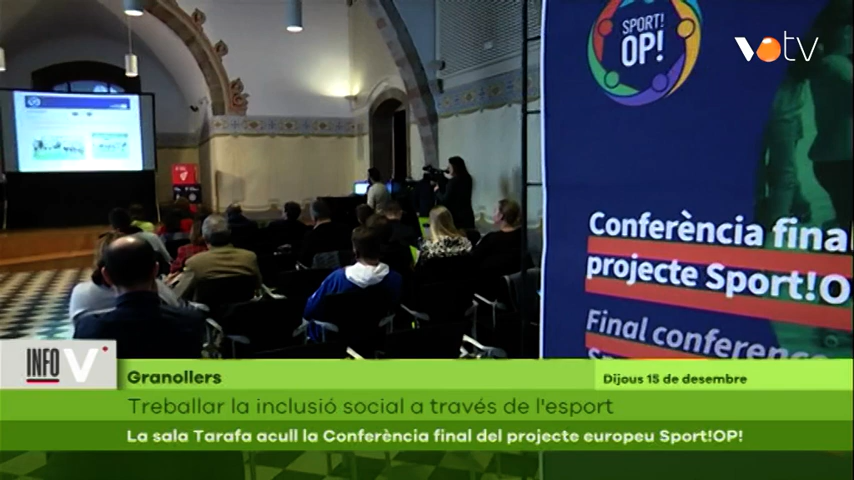 SPORT!
OP!
votv
Conferència fina
projecte Sport!O
Final conference
INFO V
Granollers
Dijous 15 de desembre
Treballar la inclusió social a través de l'esport
La sala Tarafa acull la Conferència final del projecte europeu Sport!OP!